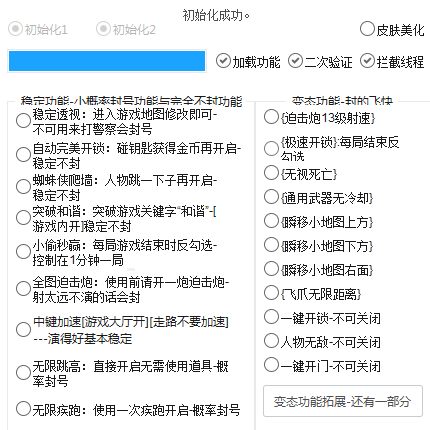 初始化成功。
初始化1
初始化2
皮肤美化
加载功能
二次验证
拦截线程
稳定功能-小概率封号功能与完全不封功能
稳定透视：进入游戏地图修改即可-
不可用来打警察会封号
自动完美开锁：碰钥匙获得金币再开启-
稳定不封
蜘蛛侠爬墙：人物跳一下子再开启-
稳定不封
突破和谐：突破游戏关键字“和谐”-[
游戏内开]稳定不封
小偷秒赢：每局游戏结束时反勾选-
控制在1分钟一局
全图迫击炮：使用前请开一炮迫击炮-
射太远不演的话会封
中键加速[游戏大厅开][走路不要加速]
---演得好基本稳定
无限跳高：直接开启无需使用道具-概
率封号
无限疾跑：使用一次疾跑开启-概率封号
变态功能-封的飞快
{迫击炮13级射速}
{极速开锁}:每局结束反
勾选
{无视死亡}
{通用武器无冷却}
{瞬移小地图上方}
{瞬移小地图下方}
{瞬移小地图右面}
{飞爪无限距离}
一键开锁-不可关闭
人物无敌-不可关闭
一键开门-不可关闭
变态功能拓展-还有一部分